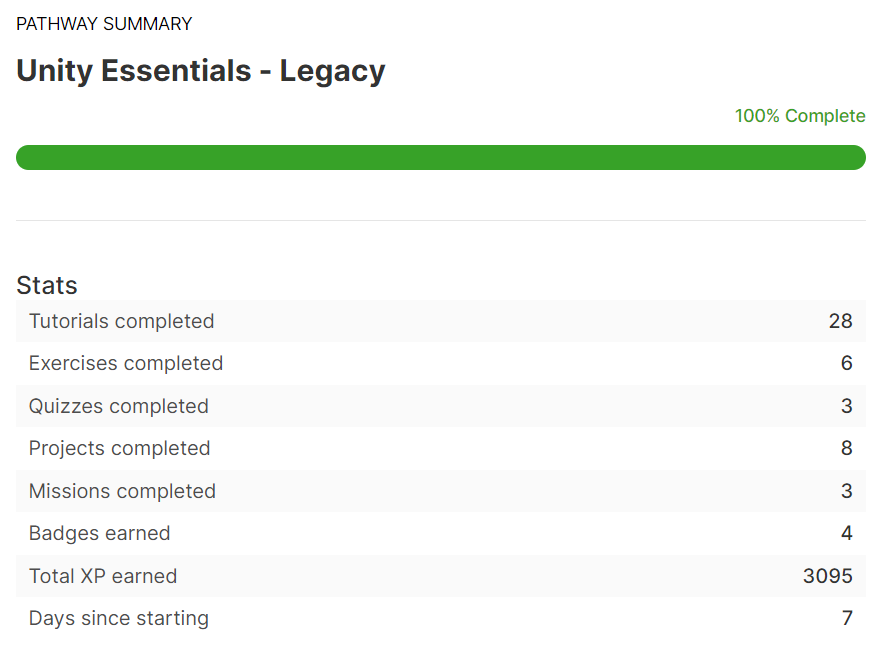 PATHWAY SUMMARY
Unity Essentials - Legacy
100% Complete
Stats
Tutorials completed 28
Exercises completed 6
Quizzes completed 3
Projects completed 8
Missions completed 3
Badges earned 4
Total XP earned 3095
Days since starting 7